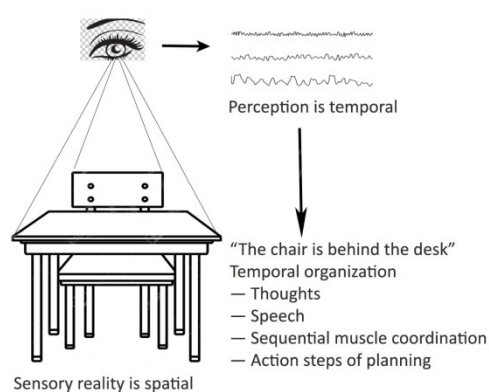 Perception is temporal
“The chair is behind the desk”
Temporal organization
— Thoughts
— Speech
— Sequential muscle coordination
— Action steps of planning
Sensory reality is spatial